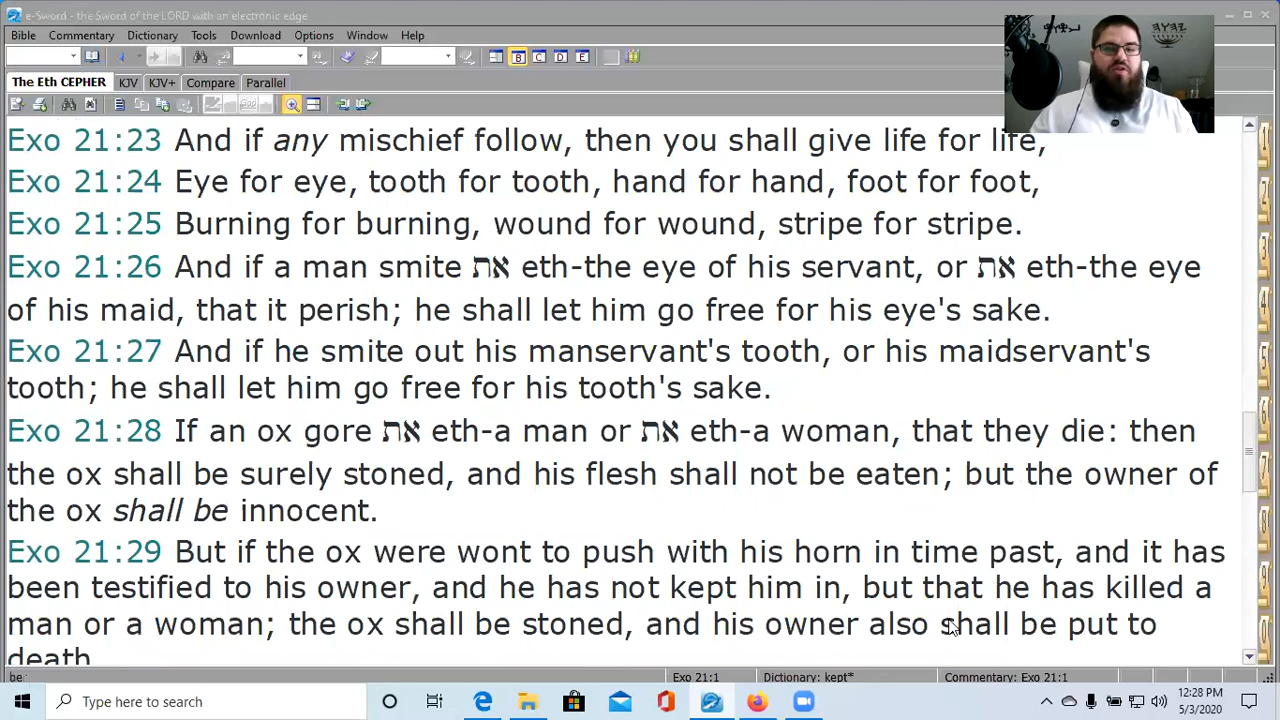 e-Sword - the Sword of the LORD with an electronic edge
Bible Commentary Dictionary Tools Download Options Window Help
B C D E
The Eth CEPHER KJV KJV+ Compare Parallel
Exo 21:23 And if any mischief follow, then you shall give life for life,
Exo 21:24 Eye for eye, tooth for tooth, hand for hand, foot for foot,
Exo 21:25 Burning for burning, wound for wound, stripe for stripe.
Exo 21:26 And if a man smite את eth-the eye of his servant, or את eth-the eye
of his maid, that it perish; he shall let him go free for his eye's sake.
Exo 21:27 And if he smite out his manservant's tooth, or his maidservant's
tooth; he shall let him go free for his tooth's sake.
Exo 21:28 If an ox gore את eth-a man or את eth-a woman, that they die: then
the ox shall be surely stoned, and his flesh shall not be eaten; but the owner of
the ox shall be innocent.
Exo 21:29 But if the ox were wont to push with his horn in time past, and it has
been testified to his owner, and he has not kept him in, but that he has killed a
man or a woman; the ox shall be stoned, and his owner also shall be put to
death
be: Exo 21:1 Dictionary: kept* Commentary: Exo 21:1
Type here to search
12:28 PM
5/3/2020